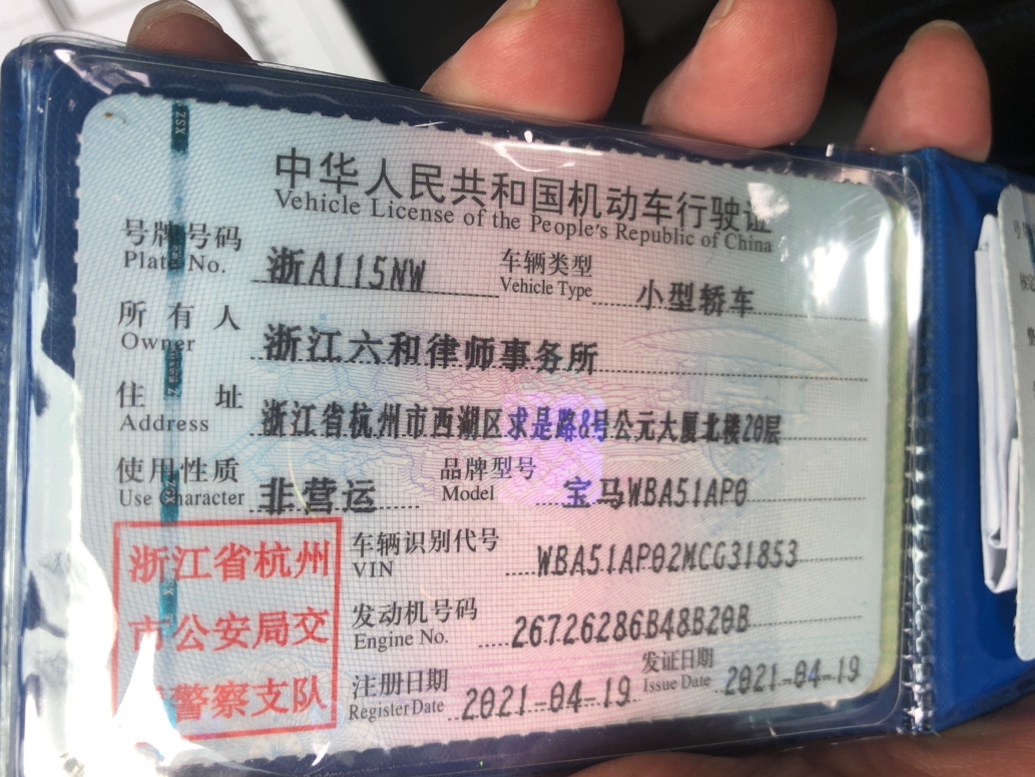 中华人民共和国机动车行驶证
Vehicle License of the People's Republic of China
号牌号码 浙A115NW 车辆类型 小型轿车
Plate No. Vehicle Type
所有人 浙江六和律师事务所
Owner
住址 浙江省杭州市西湖区求是路8号公元大厦北楼20层
Address
使用性质 非营运 品牌型号 宝马WBA51AP0
Use Character Model
浙江省杭州
市公安局交
警察支队
车辆识别代号 WBA51AP02MCG31853
VIN
发动机号码 26726286B48B20B
Engine No.
注册日期 2021-04-19 发证日期 2021-04-19
Register Date Issue Date
ZSX